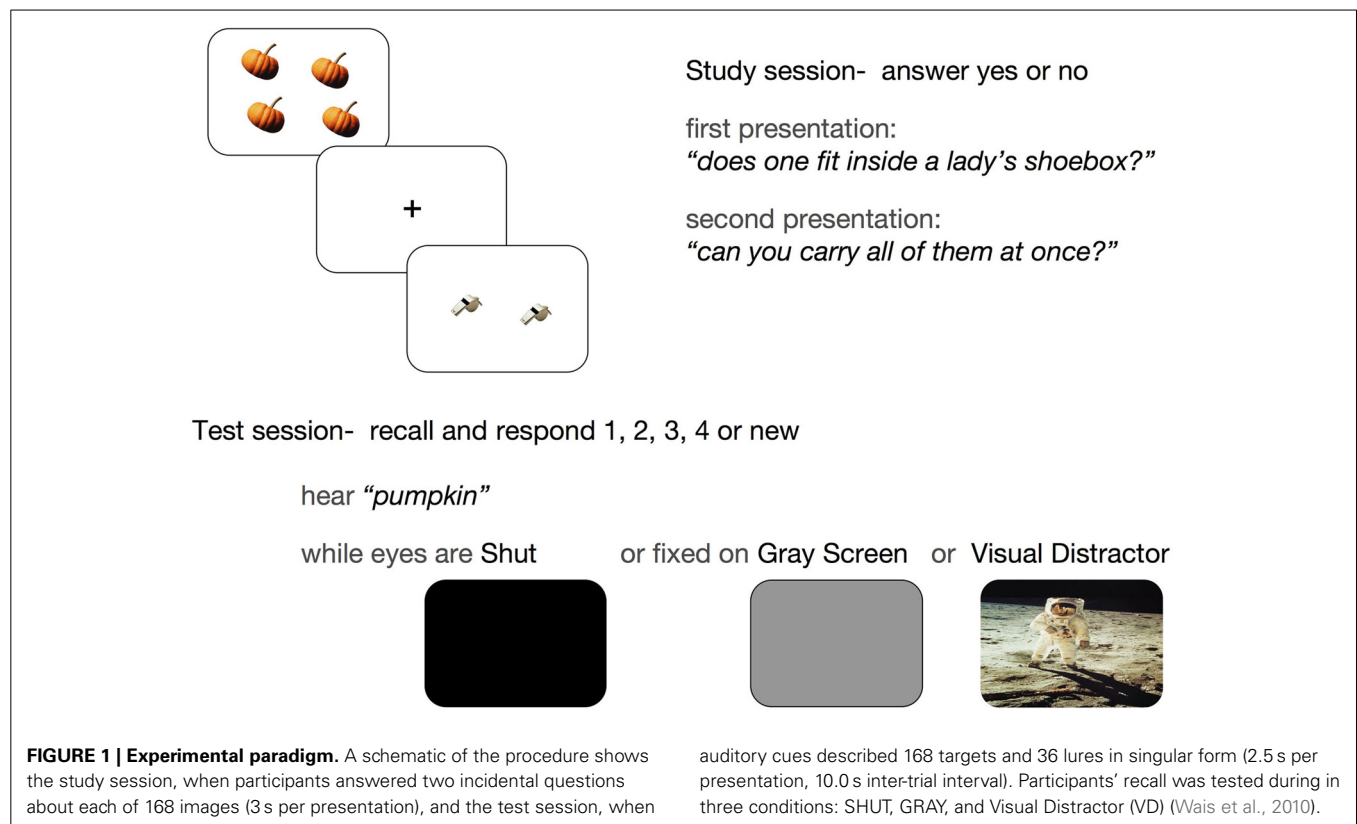 Study session- answer yes or no
first presentation:
“does one fit inside a lady’s shoebox?”
second presentation:
“can you carry all of them at once?”
+
Test session- recall and respond 1, 2, 3, 4 or new
hear “pumpkin”
while eyes are Shut or fixed on Gray Screen or Visual Distractor
FIGURE 1 | Experimental paradigm. A schematic of the procedure shows
the study session, when participants answered two incidental questions
about each of 168 images (3 s per presentation), and the test session, when
auditory cues described 168 targets and 36 lures in singular form (2.5 s per
presentation, 10.0 s inter-trial interval). Participants’ recall was tested during in
three conditions: SHUT, GRAY, and Visual Distractor (VD) (Wais et al., 2010).